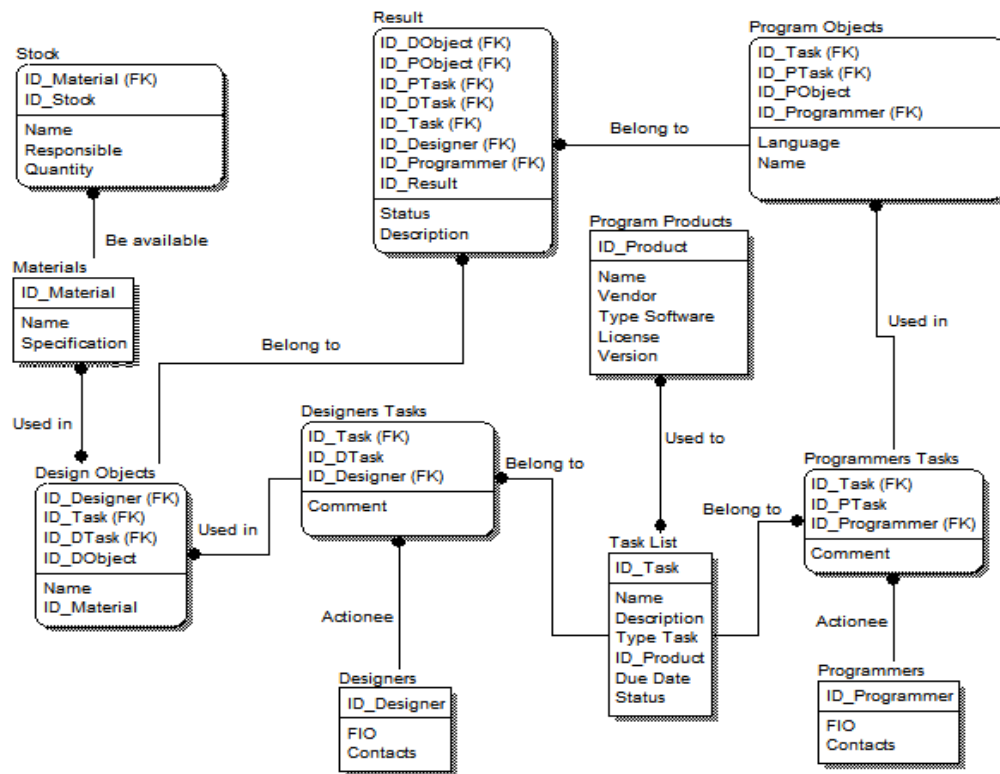 Result
ID_DObject (FK)
ID_PObject (FK)
ID_PTask (FK)
ID_DTask (FK)
ID_Task (FK)
ID_Designer (FK)
ID_Programmer (FK)
ID_Result
Status
Description
Program Objects
ID_Task (FK)
ID_PTask (FK)
ID_PObject
ID_Programmer (FK)
Language
Name
Stock
ID_Material (FK)
ID_Stock
Name
Responsible
Quantity
Belong to
Be available
Program Products
ID_Product
Name
Vendor
Type Software
License
Version
Materials
ID_Material
Name
Specification
Belong to
Used in
Used in
Designers Tasks
ID_Task (FK)
ID_DTask
ID_Designer (FK)
Comment
Used to
Belong to
Design Objects
ID_Designer (FK)
ID_Task (FK)
ID_DTask (FK)
ID_DObject
Name
ID_Material
Used in
Programmers Tasks
ID_Task (FK)
ID_PTask
ID_Programmer (FK)
Comment
Belong to
Task List
ID_Task
Name
Description
Type Task
ID_Product
Due Date
Status
Actionee
Actionee
Designers
ID_Designer
FIO
Contacts
Programmers
ID_Programmer
FIO
Contacts